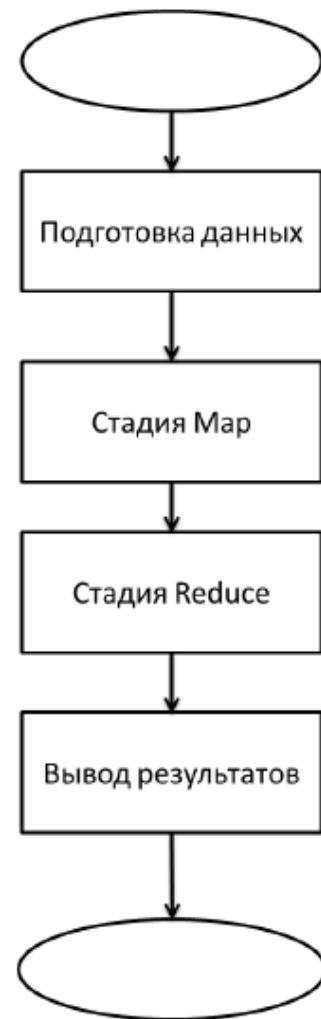 Подготовка данных
Стадия Map
Стадия Reduce
Вывод результатов